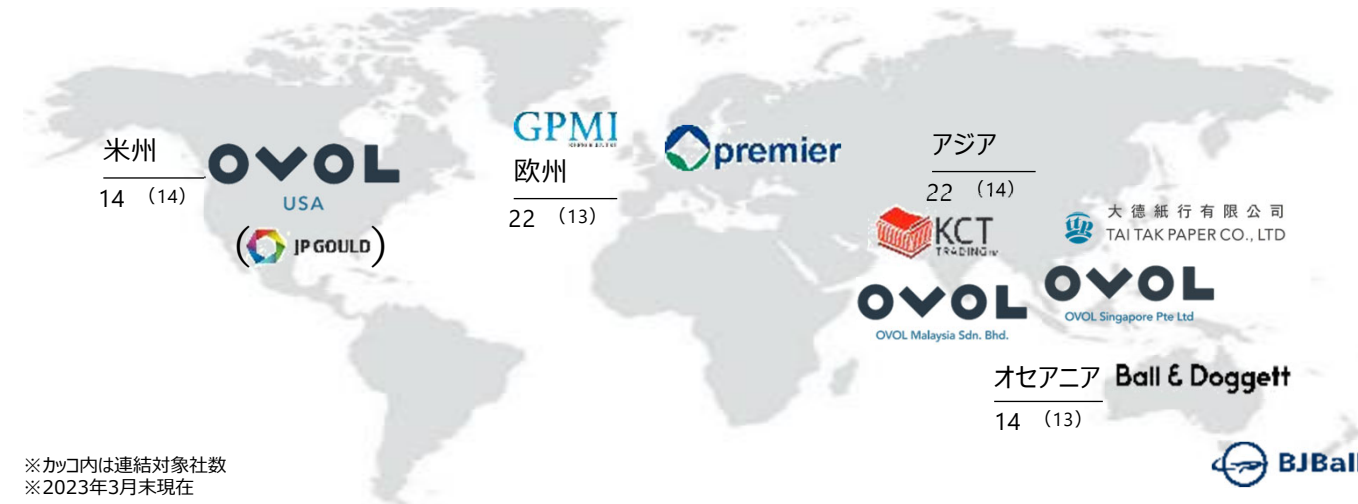 米州
14 （14）
OVOL
USA
(JP GOULD)
GPMI
欧州
22 （13）
premier
アジア
22 （14）
KCT
TRADING
大德紙行有限公司
TAI TAK PAPER CO., LTD
OVOL
OVOL Malaysia Sdn. Bhd.
OVOL
OVOL Singapore Pte Ltd
オセアニア
14 （13）
Ball & Doggett
BJBall
※カッコ内は連結対象社数
※2023年3月末現在